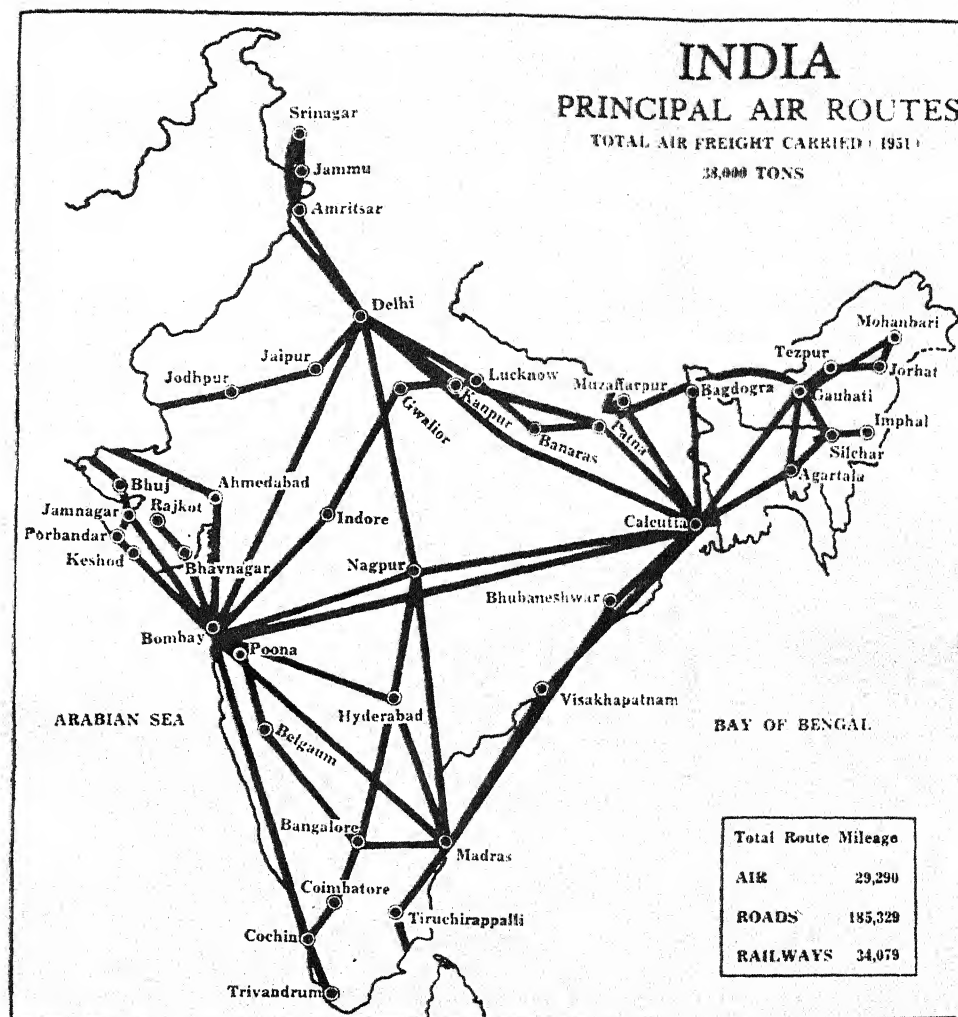 INDIA
PRINCIPAL AIR ROUTES
TOTAL AIR FREIGHT CARRIED (1951)
38,000 TONS
Srinagar
Jammu
Amritsar
Delhi
Mohanbari
Jaipur
Tezpur
Jodhpur
Lucknow
Muzaffarpur
Bagdogra
Jorhat
Gwalior
Kanpur
Gauhati
Imphal
Banaras
Patna
Silchar
Agartala
Bhuj
Ahmedabad
Jamnagar
Rajkot
Indore
Calcutta
Porbandar
Keshod
Bhavnagar
Nagpur
Bhubaneshwar
Bombay
Poona
Visakhapatnam
Hyderabad
ARABIAN SEA
BAY OF BENGAL
Belgaum
Bangalore
Madras
Coimbatore
Tiruchirappalli
Cochin
Trivandrum
Total Route Mileage
AIR 29,290
ROADS 185,329
RAILWAYS 34,079